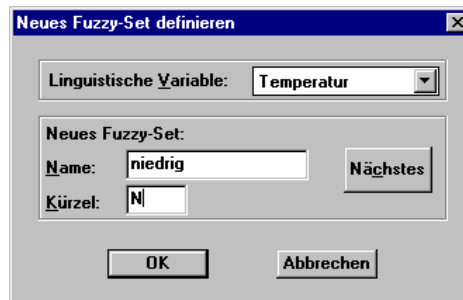 Neues Fuzzy-Set definieren
Linguistische Variable: Temperatur
Neues Fuzzy-Set:
Name: niedrig
Nächstes
Kürzel: N
OK Abbrechen